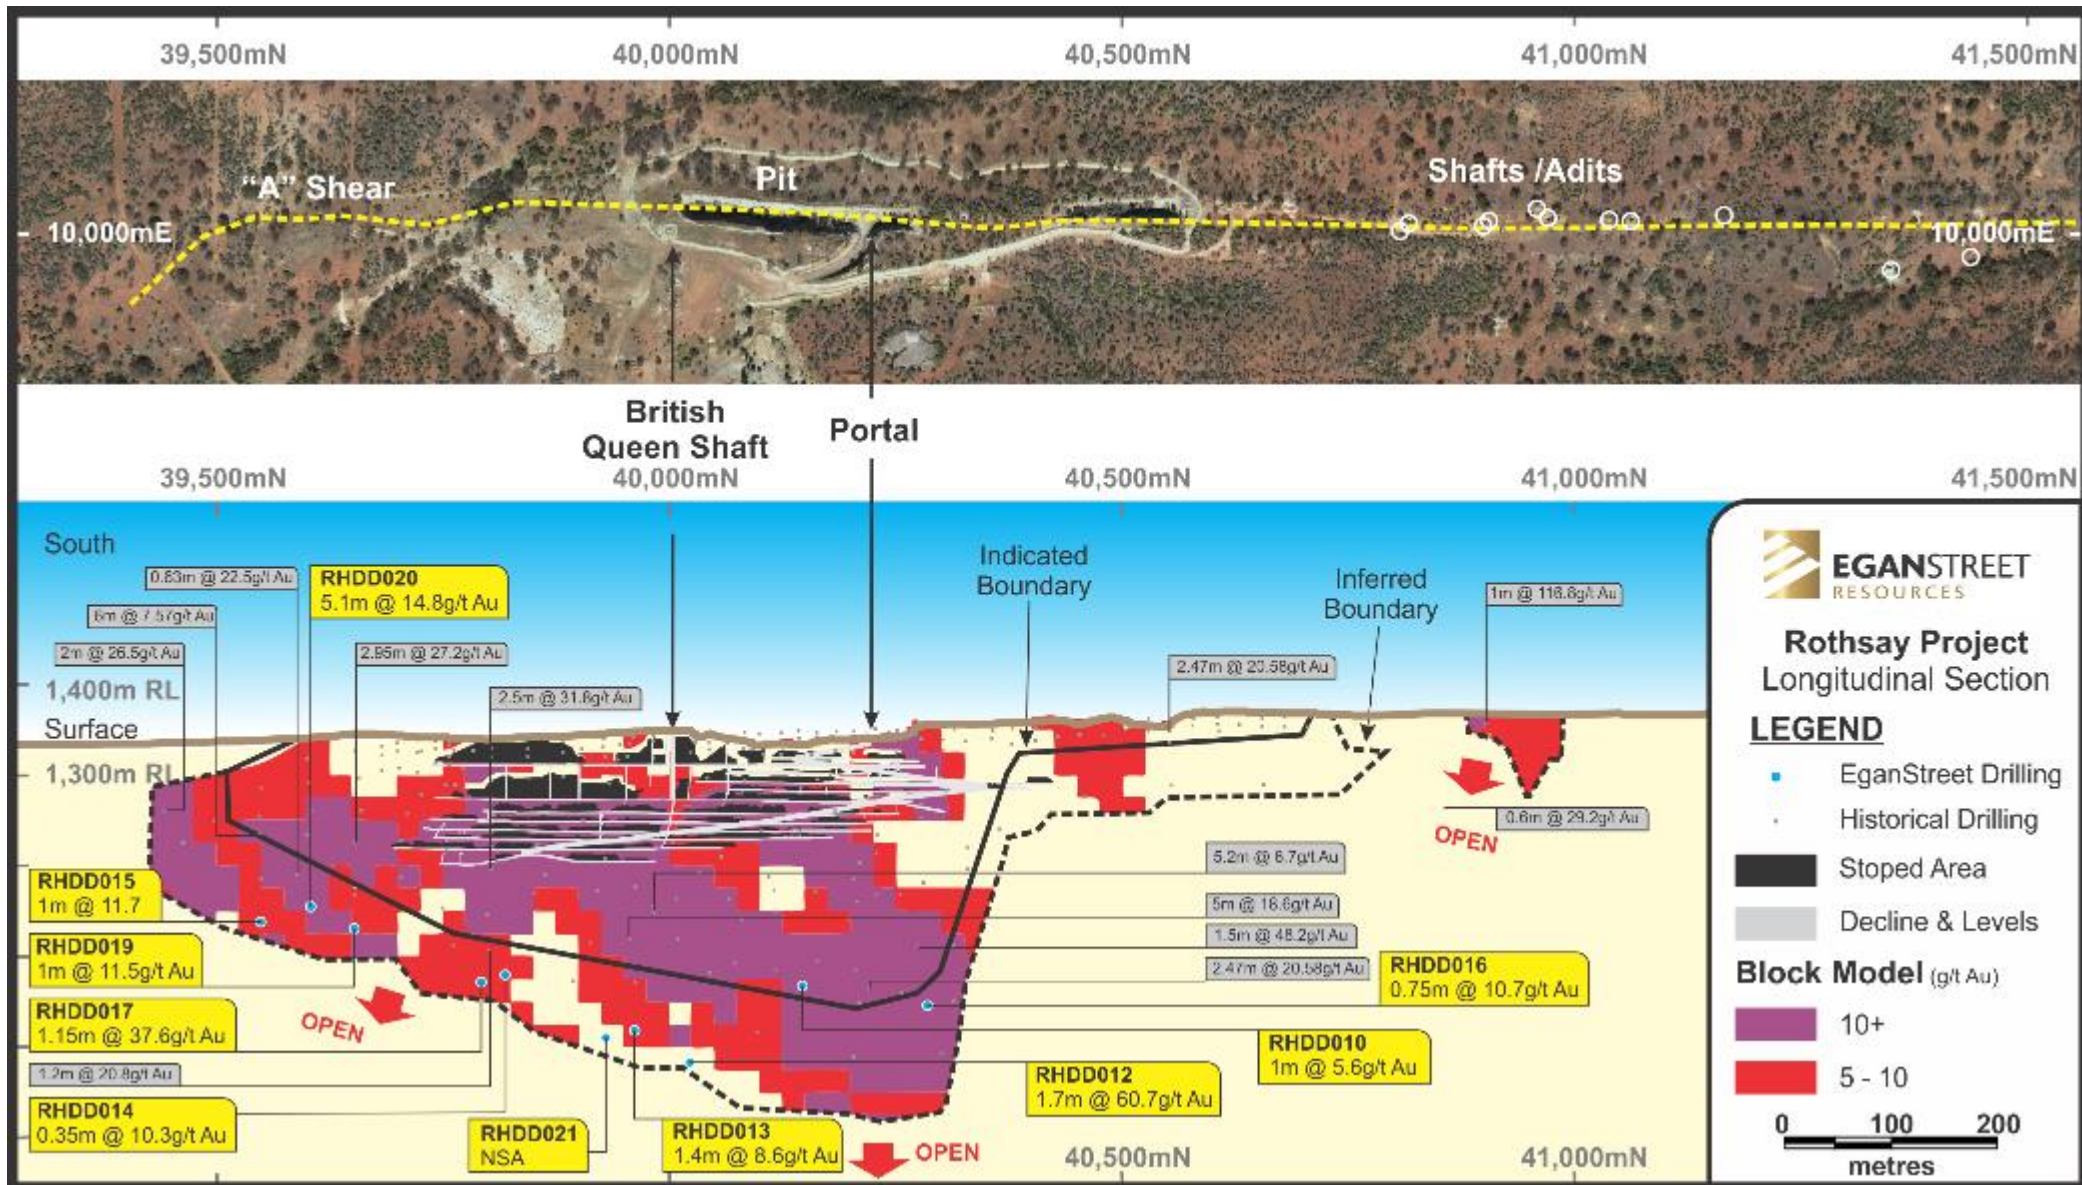 39,500mN 40,000mN 40,500mN 41,000mN 41,500mN
"A" Shear
Pit
Shafts /Adits
10,000mE
10,000mE
British
Queen Shaft
Portal
39,500mN 40,000mN 40,500mN 41,000mN 41,500mN
South
Indicated
Boundary
Inferred
Boundary
0.83m @ 22.5g/t Au
RHDD020
5.1m @ 14.8g/t Au
6m @ 7.57g/t Au
2m @ 26.5g/t Au
2.95m @ 27.2g/t Au
2.5m @ 31.8g/t Au
2.47m @ 20.58g/t Au
1m @ 116.8g/t Au
1,400m RL
Surface
1,300m RL
0.6m @ 29.2g/t Au
OPEN
5.2m @ 6.7g/t Au
5m @ 18.6g/t Au
1.5m @ 48.2g/t Au
2.47m @ 20.58g/t Au
RHDD015
1m @ 11.7
RHDD019
1m @ 11.5g/t Au
RHDD017
1.15m @ 37.6g/t Au
1.2m @ 20.8g/t Au
RHDD014
0.35m @ 10.3g/t Au
OPEN
RHDD021
NSA
RHDD013
1.4m @ 8.6g/t Au
RHDD012
1.7m @ 60.7g/t Au
RHDD010
1m @ 5.6g/t Au
RHDD016
0.75m @ 10.7g/t Au
OPEN
40,500mN 41,000mN
EGANSTREET
RESOURCES
Rothsay Project
Longitudinal Section
LEGEND
EganStreet Drilling
Historical Drilling
Stoped Area
Decline & Levels
Block Model (g/t Au)
10+
5 - 10
0 100 200
metres